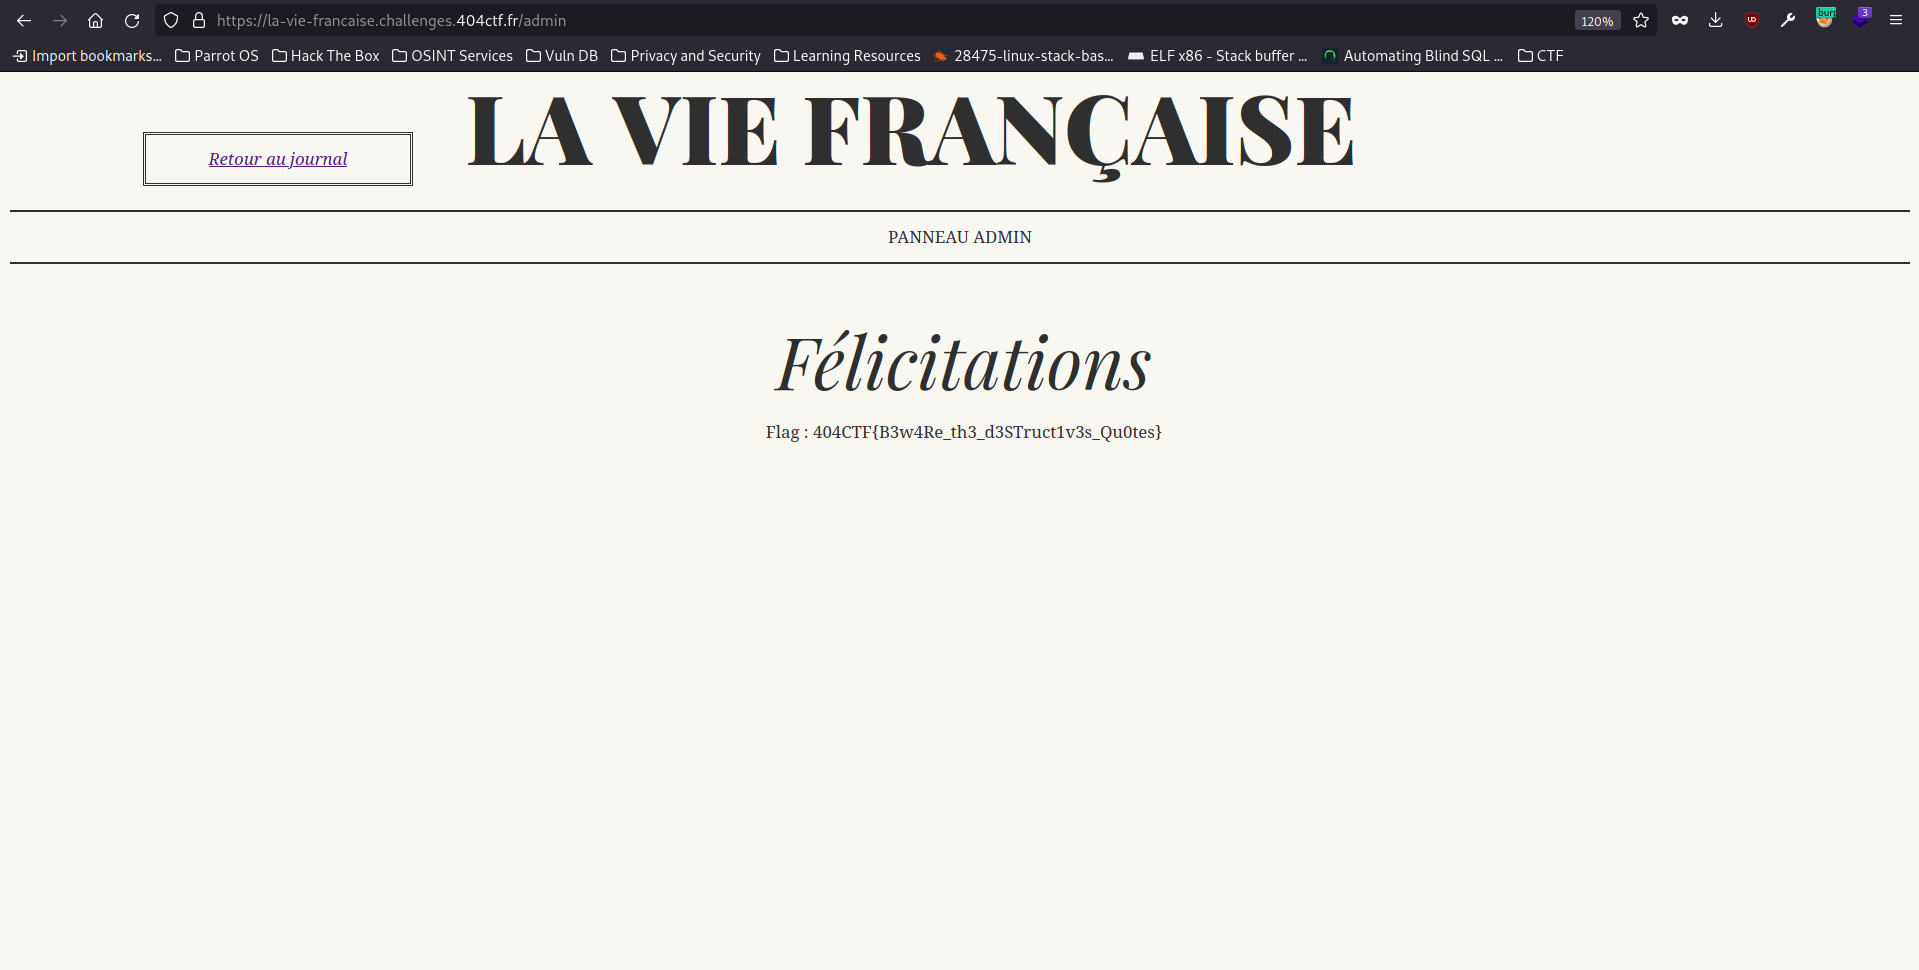 https://la-vie-francaise.challenges.404ctf.fr/admin
120%
3
Import bookmarks... Parrot OS Hack The Box OSINT Services Vuln DB Privacy and Security Learning Resources 28475-linux-stack-bas... ELF x86 - Stack buffer ... Automating Blind SQL ... CTF
LA VIE FRANÇAISE
Retour au journal
PANNEAU ADMIN
Félicitations
Flag : 404CTF{B3w4Re_th3_d3STruct1v3s_Qu0tes}